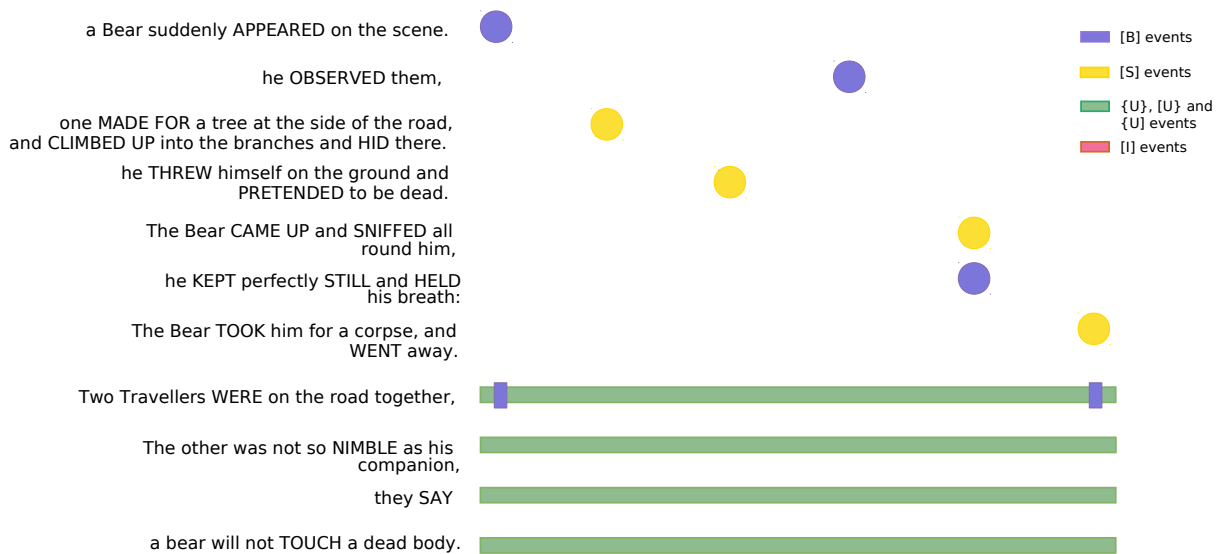 a Bear suddenly APPEARED on the scene.
he OBSERVED them,
one MADE FOR a tree at the side of the road,
and CLIMBED UP into the branches and HID there.
he THREW himself on the ground and
PRETENDED to be dead.
The Bear CAME UP and SNIFFED all
round him,
he KEPT perfectly STILL and HELD
his breath:
The Bear TOOK him for a corpse, and
WENT away.
Two Travellers WERE on the road together,
The other was not so NIMBLE as his
companion,
they SAY
a bear will not TOUCH a dead body.
[B] events
[S] events
{U}, [U} and
{U] events
[I] events